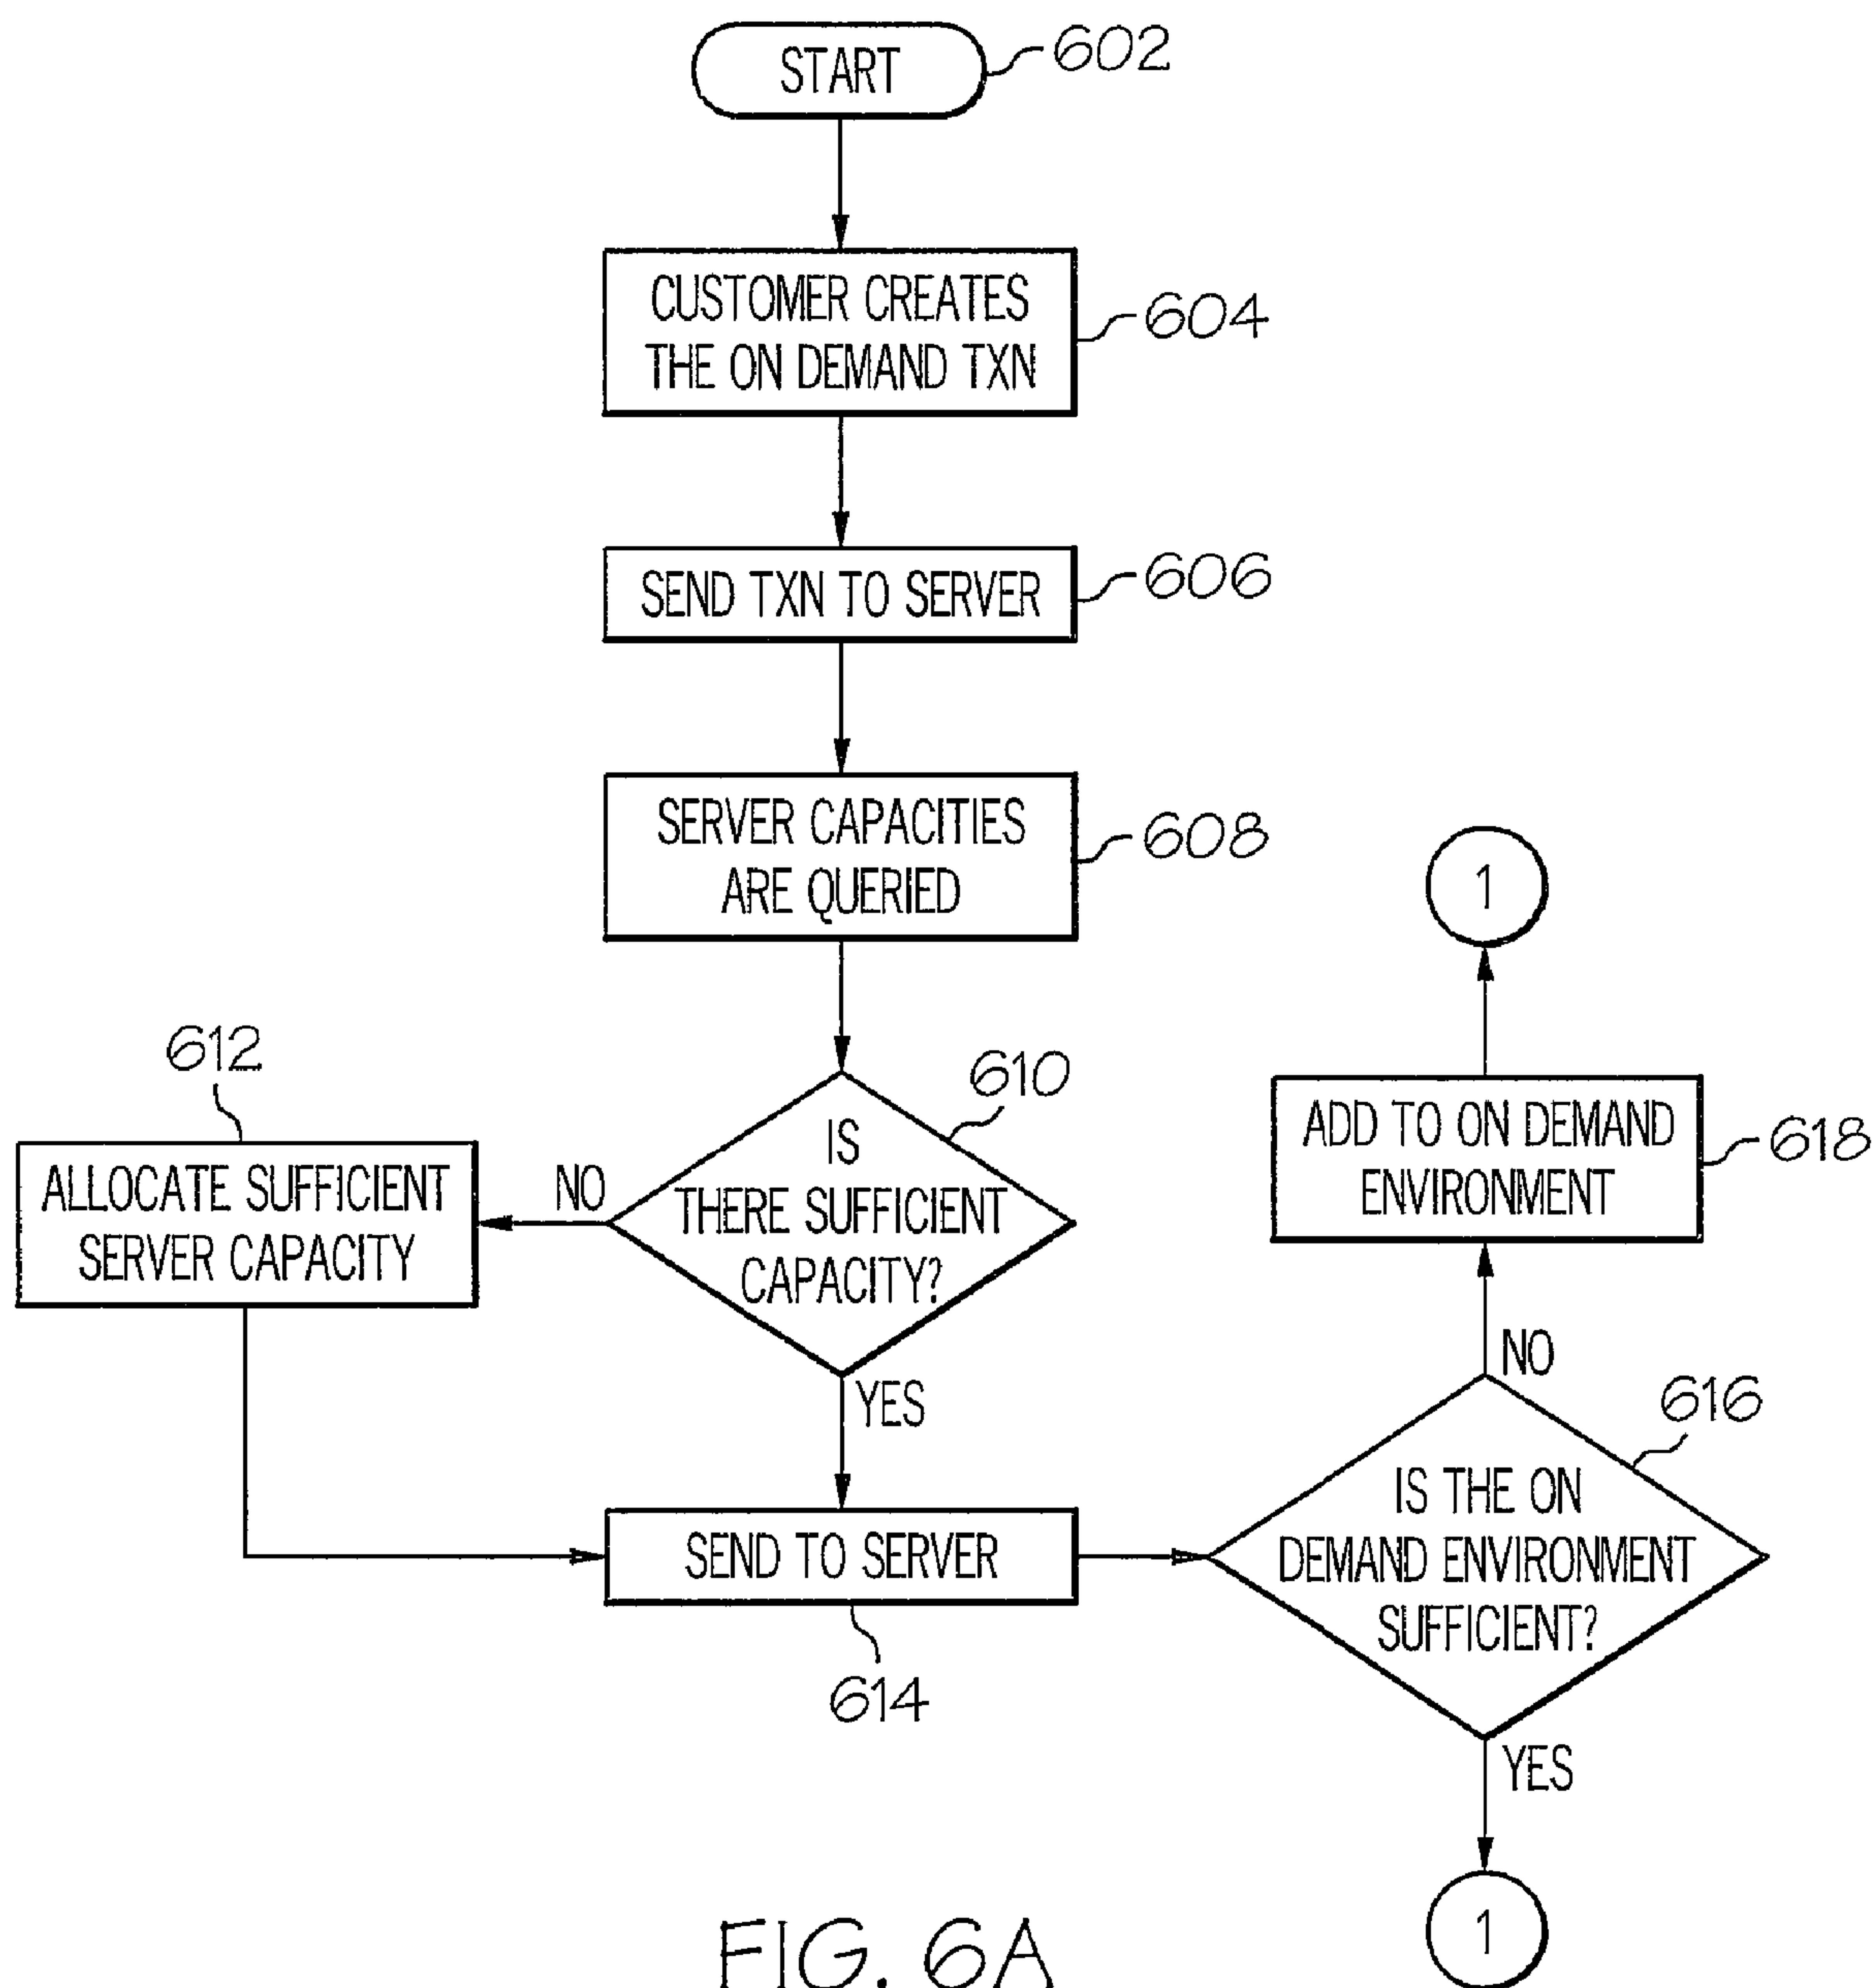 START
602
CUSTOMER CREATES
THE ON DEMAND TXN
604
SEND TXN TO SERVER
606
SERVER CAPACITIES
ARE QUERIED
608
612
ALLOCATE SUFFICIENT
SERVER CAPACITY
NO
610
IS
THERE SUFFICIENT
CAPACITY?
YES
SEND TO SERVER
614
1
ADD TO ON DEMAND
ENVIRONMENT
618
NO
616
IS THE ON
DEMAND ENVIRONMENT
SUFFICIENT?
YES
1
FIG. 6A